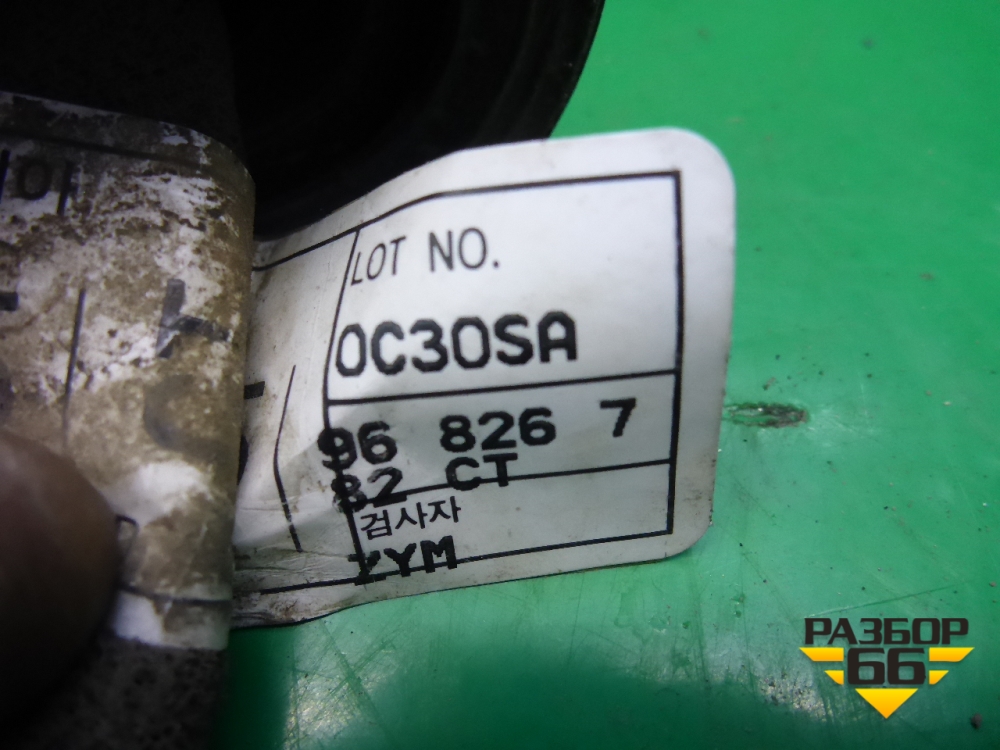 LOT NO.
0C30SA
96 826 7
82 CT
검사자
ZYM
РАЗБОР
66